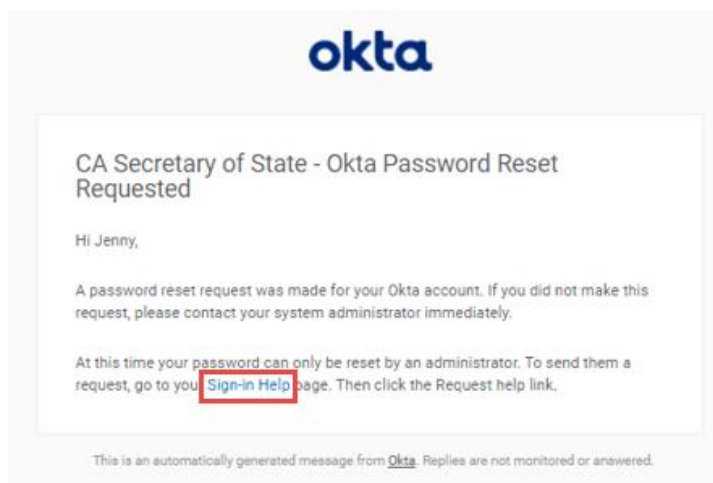 okta
CA Secretary of State - Okta Password Reset
Requested
Hi Jenny,
A password reset request was made for your Okta account. If you did not make this
request, please contact your system administrator immediately.
At this time your password can only be reset by an administrator. To send them a
request, go to you Sign-in Help page. Then click the Request help link.
This is an automatically generated message from Okta. Replies are not monitored or answered.